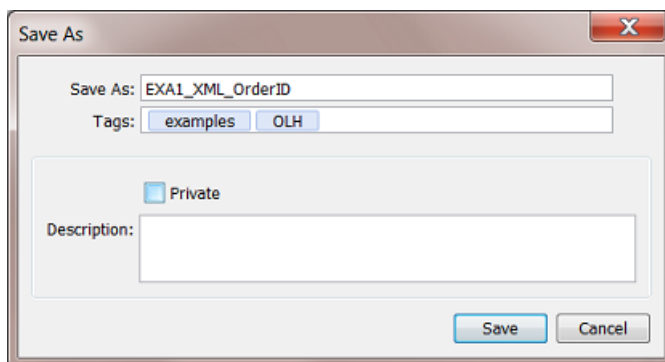 Save As
Save As: EXA1_XML_OrderID
Tags: examples OLH
Private
Description:
Save Cancel